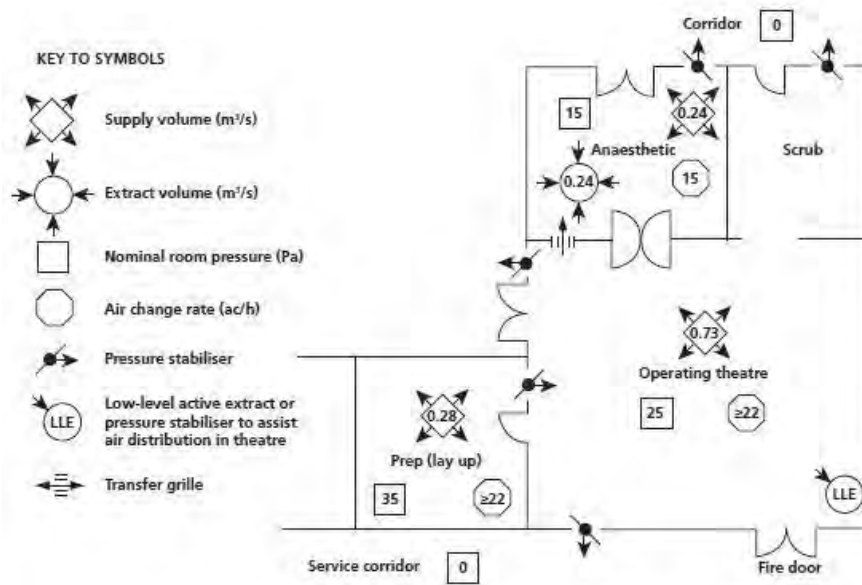 Corridor 0
KEY TO SYMBOLS
Supply volume (m³/s)
Extract volume (m³/s)
Nominal room pressure (Pa)
Air change rate (ac/h)
Pressure stabiliser
LLE
Low-level active extract or
pressure stabiliser to assist
air distribution in theatre
Transfer grille
15
0.24
Anaesthetic
0.24
15
Scrub
0.73
Operating theatre
25
≥22
0.28
Prep (lay up)
35
≥22
LLE
Service corridor 0
Fire door